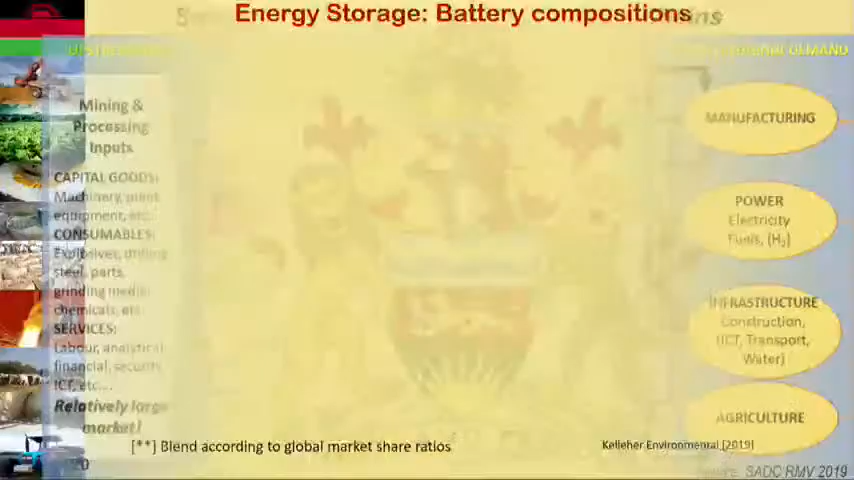 Energy Storage: Battery compositions
Mining &
Processing
Inputs
CAPITAL GOODS:
Machinery, plant
equipment, etc.
CONSUMABLES:
Explosives, drilling
steel, parts,
grinding media,
chemicals, etc.
SERVICES:
Labour, analytical
financial, security
ICT, etc...
Relatively large
market!
DEMAND
MANUFACTURING
POWER
Electricity
Fuels, (H₂)
INFRASTRUCTURE
Construction,
(ICT, Transport,
Water)
AGRICULTURE
[**] Blend according to global market share ratios
Kelleher Environmental [2019]
20
Source: SADC RMV 2019